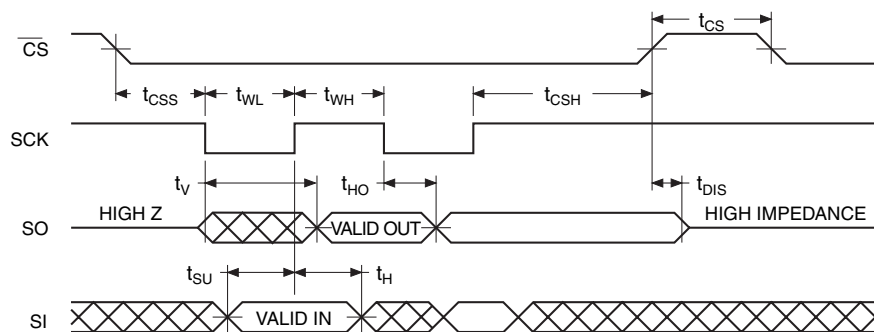 t_CS
C̅S̅
t_CSS t_WL t_WH t_CSH
SCK
t_V t_HO t_DIS
HIGH Z VALID OUT HIGH IMPEDANCE
SO
t_SU t_H
SI VALID IN